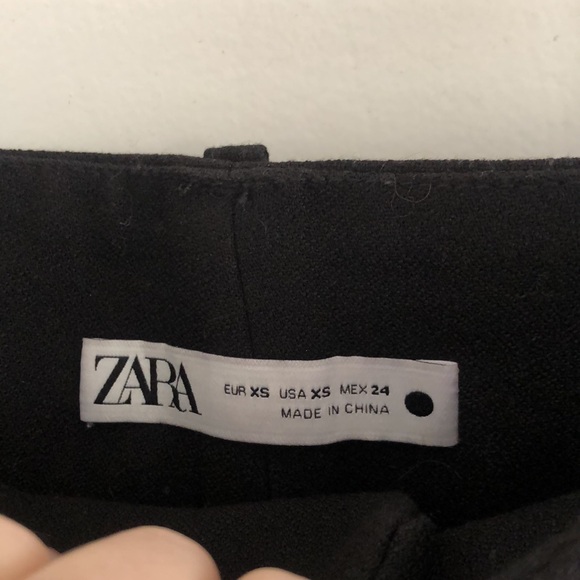 ZARA
EUR XS USA XS MEX 24
MADE IN CHINA